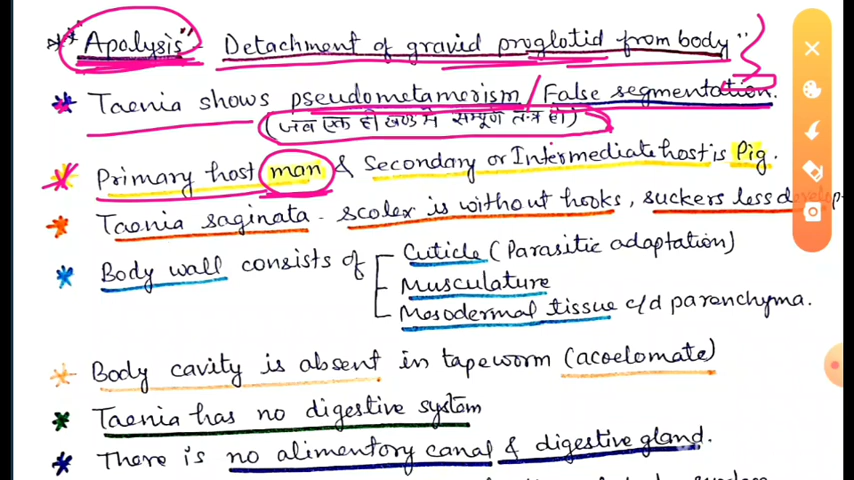 ** "Apolysis" - Detachment of gravid proglotid from body"
* Taenia shows pseudometamerism / False segmentation.
(जब एक ही खण्ड में सम्पूर्ण तंत्र हो)
* Primary host man & Secondary or Intermediate host is Pig.
* Taenia saginata - scolex is without hooks, suckers less develop
* Body wall consists of Cuticle (Parasitic adaptation)
Musculature
Mesodermal tissue c/d parenchyma.
* Body cavity is absent in tapeworm (acoelomate)
* Taenia has no digestive system
* There is no alimentory canal & digestive gland.